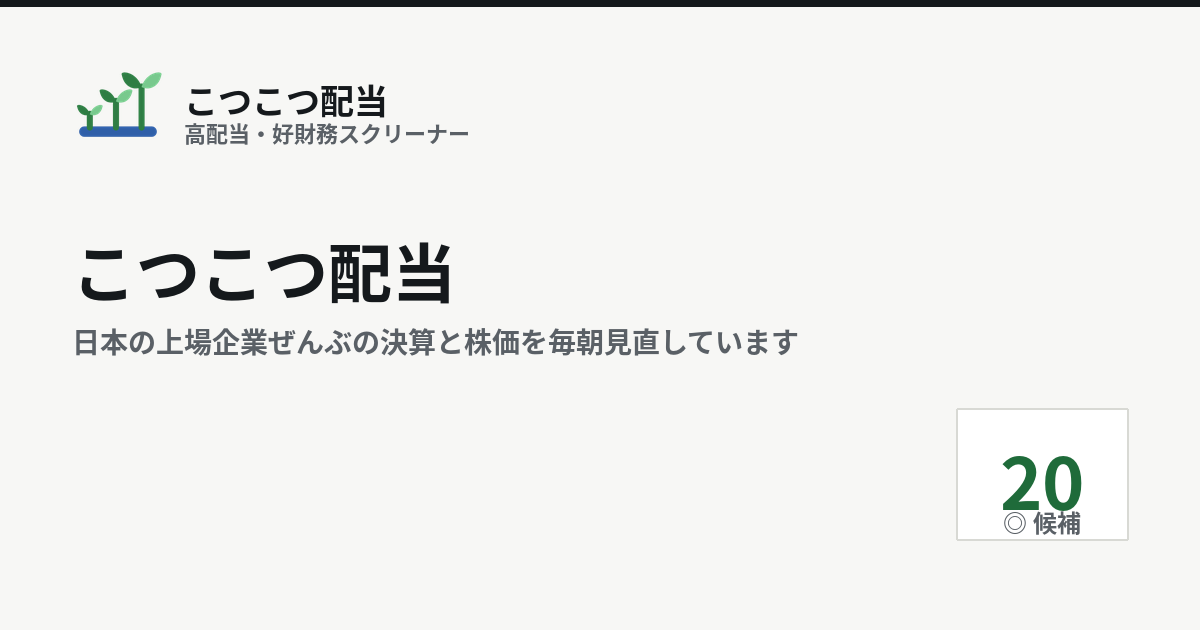 こつこつ配当
高配当・好財務スクリーナー
こつこつ配当
日本の上場企業ぜんぶの決算と株価を毎朝見直しています
20
◎ 候補